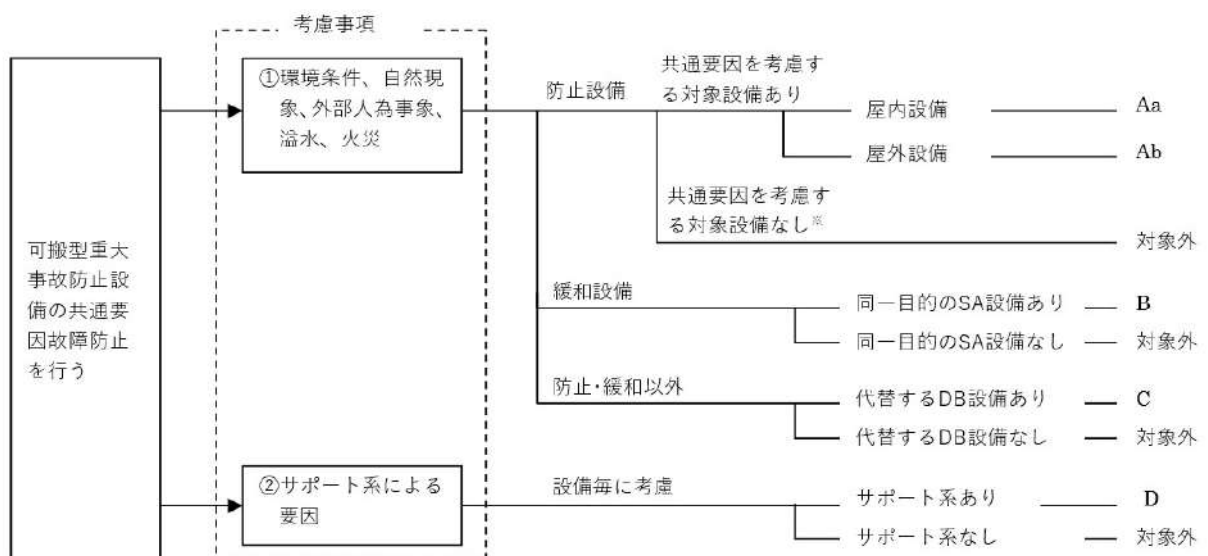 考慮事項
可搬型重大
事故防止設
備の共通要
因故障防止
を行う
①環境条件、自然現
象、外部人為事象、
溢水、火災
防止設備
共通要因を考慮す
る対象設備あり
屋内設備
Aa
屋外設備
Ab
共通要因を考慮す
る対象設備なし※
対象外
緩和設備
同一目的のSA設備あり
B
同一目的のSA設備なし
対象外
防止・緩和以外
代替するDB設備あり
C
代替するDB設備なし
対象外
②サポート系による
要因
設備毎に考慮
サポート系あり
D
サポート系なし
対象外